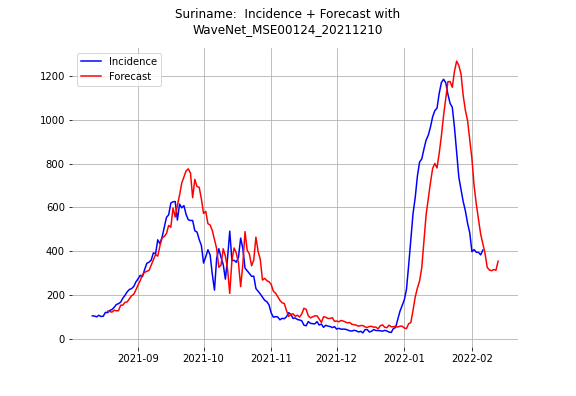 Suriname:  Incidence + Forecast with
WaveNet_MSE00124_20211210
Incidence
Forecast
1200
1000
800
600
400
200
0
2021-09 2021-10 2021-11 2021-12 2022-01 2022-02